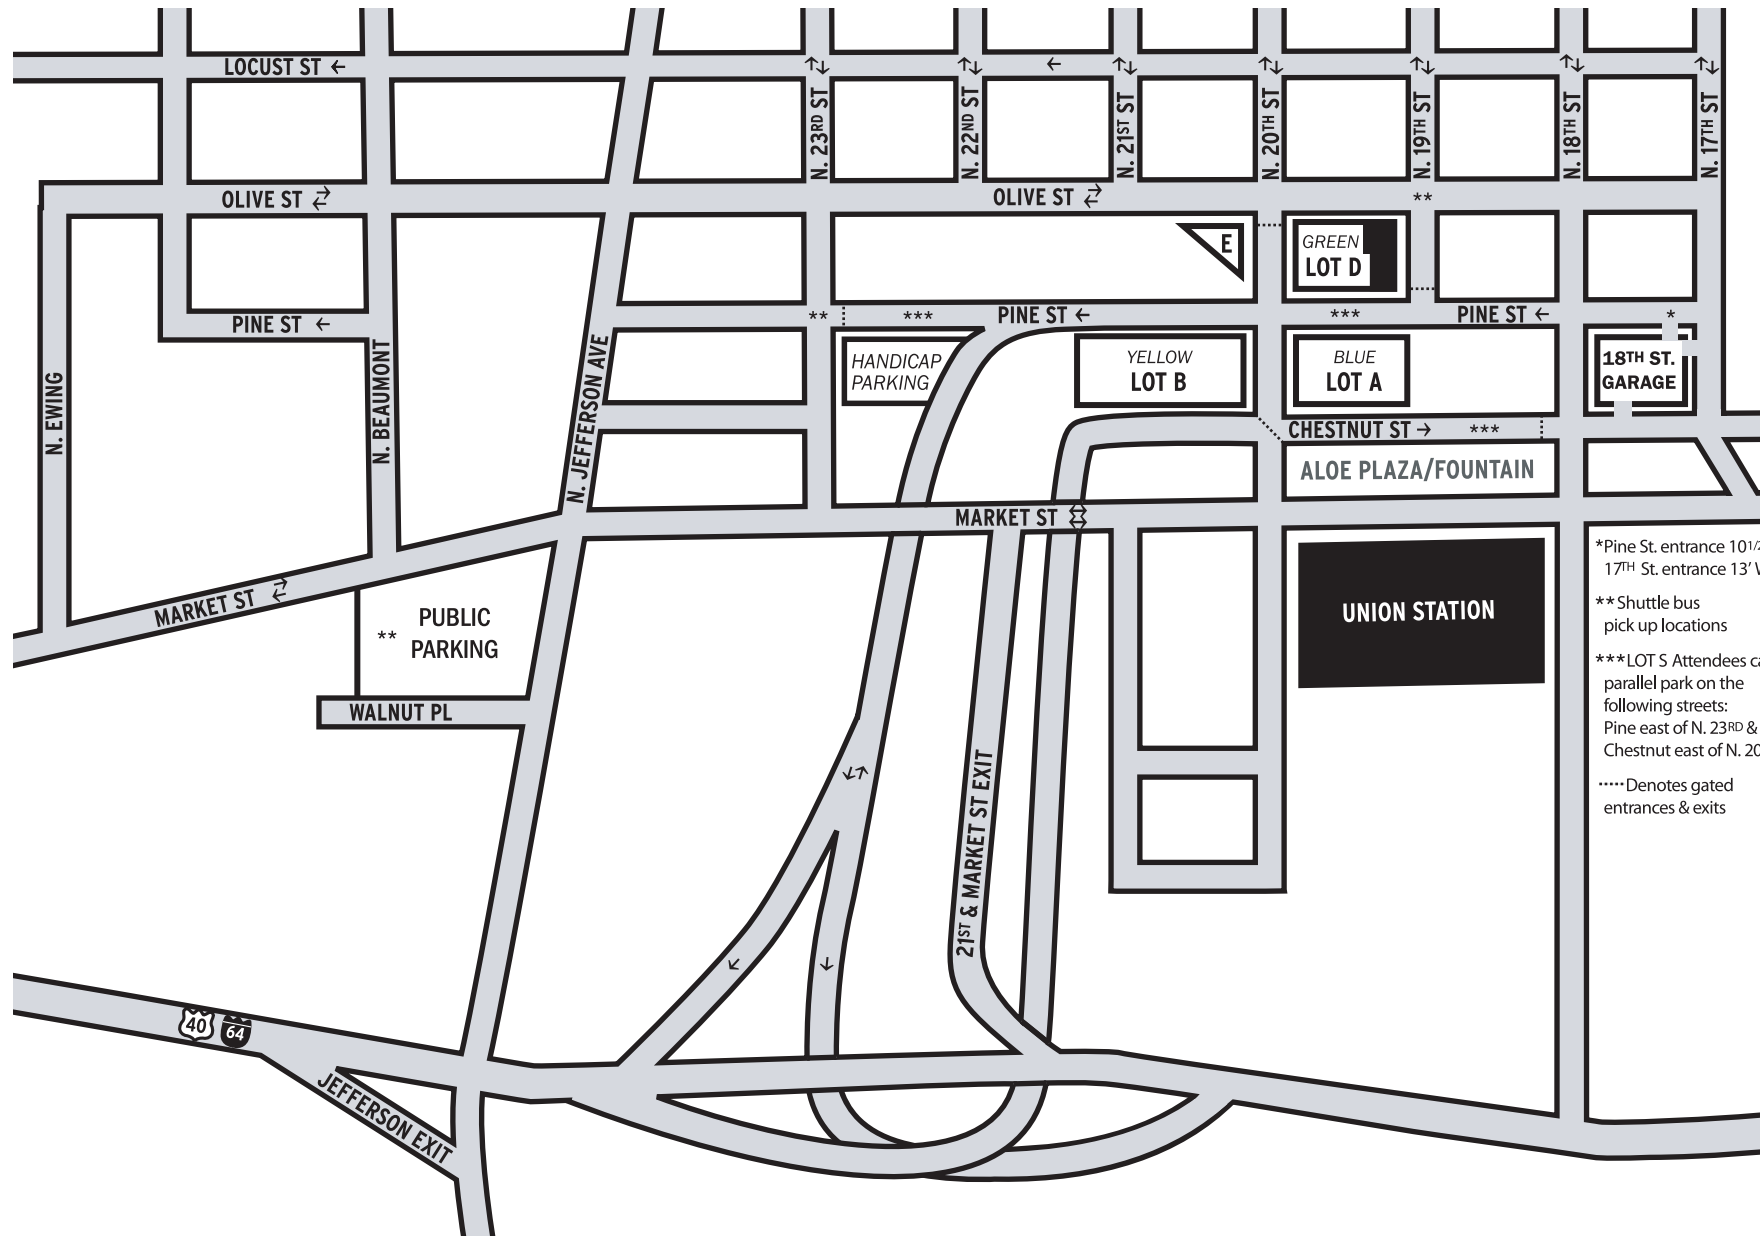 LOCUST ST ←
←
↑↓
↑↓
↑↓
↑↓
↑↓
↑↓
↑↓
N. 23RD ST
N. 22ND ST
N. 21ST ST
N. 20TH ST
N. 19TH ST
N. 18TH ST
N. 17TH ST
OLIVE ST ⇄
OLIVE ST ⇄
**
E
GREEN
LOT D
PINE ST ←
**
***
PINE ST ←
***
PINE ST ←
*
N. EWING
N. BEAUMONT
N. JEFFERSON AVE
HANDICAP
PARKING
YELLOW
LOT B
BLUE
LOT A
18TH ST.
GARAGE
CHESTNUT ST →
***
ALOE PLAZA/FOUNTAIN
MARKET ST
MARKET ST ⇄
UNION STATION
PUBLIC
** PARKING
WALNUT PL
21ST & MARKET ST EXIT
40
64
JEFFERSON EXIT
*Pine St. entrance 10 1/2
17TH St. entrance 13'
**Shuttle bus
pick up locations
***LOT S Attendees
parallel park on the
following streets:
Pine east of N. 23RD &
Chestnut east of N.
......Denotes gated
entrances & exits